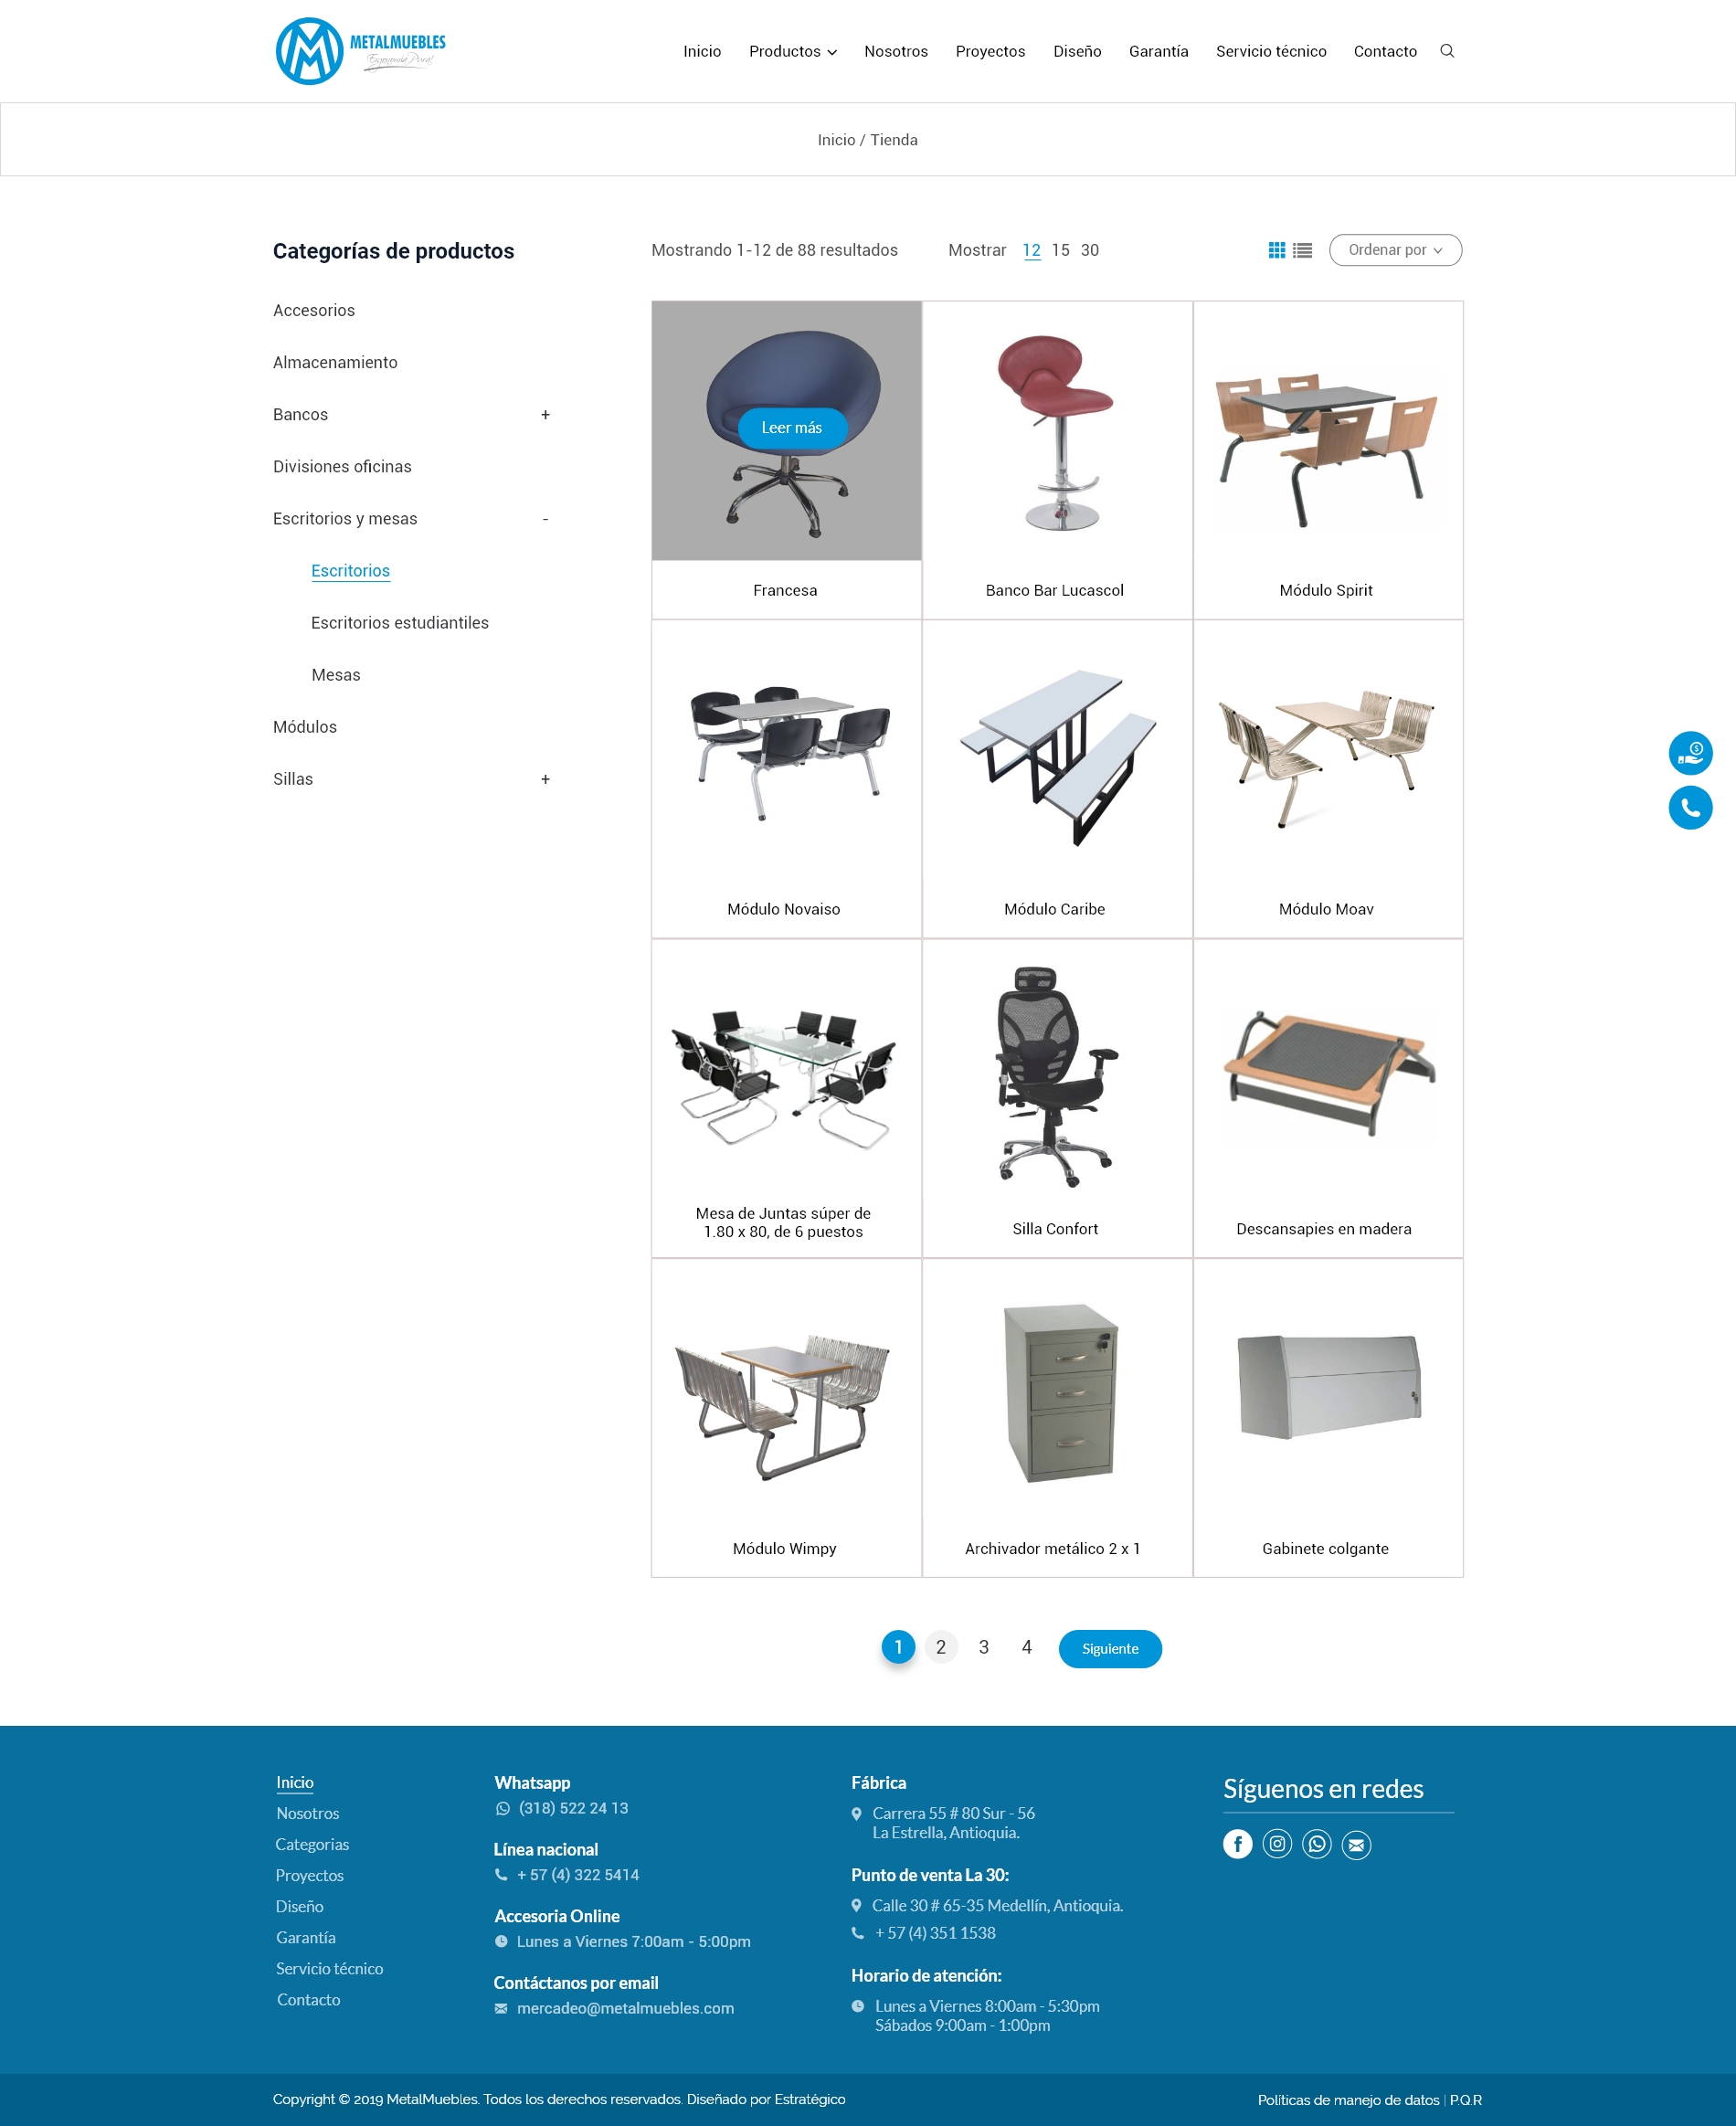 METALMUEBLES
Ergonomía Pura!
Inicio Productos Nosotros Proyectos Diseño Garantía Servicio técnico Contacto
Inicio / Tienda
Categorías de productos
Accesorios
Almacenamiento
Bancos +
Divisiones oficinas
Escritorios y mesas -
Escritorios
Escritorios estudiantiles
Mesas
Módulos
Sillas +
Mostrando 1-12 de 88 resultados Mostrar 12 15 30 Ordenar por
Leer más
Francesa
Banco Bar Lucascol
Módulo Spirit
Módulo Novaiso
Módulo Caribe
Módulo Moav
Mesa de Juntas súper de
1.80 x 80, de 6 puestos
Silla Confort
Descansapies en madera
Módulo Wimpy
Archivador metálico 2 x 1
Gabinete colgante
1 2 3 4 Siguiente
Inicio
Nosotros
Categorias
Proyectos
Diseño
Garantía
Servicio técnico
Contacto
Whatsapp
(318) 522 24 13
Línea nacional
+ 57 (4) 322 5414
Accesoria Online
Lunes a Viernes 7:00am - 5:00pm
Contáctanos por email
mercadeo@metalmuebles.com
Fábrica
Carrera 55 # 80 Sur - 56
La Estrella, Antioquia.
Punto de venta La 30:
Calle 30 # 65-35 Medellín, Antioquia.
+ 57 (4) 351 1538
Horario de atención:
Lunes a Viernes 8:00am - 5:30pm
Sábados 9:00am - 1:00pm
Síguenos en redes
Copyright © 2019 MetalMuebles. Todos los derechos reservados. Diseñado por Estratégico
Políticas de manejo de datos | P.Q.R